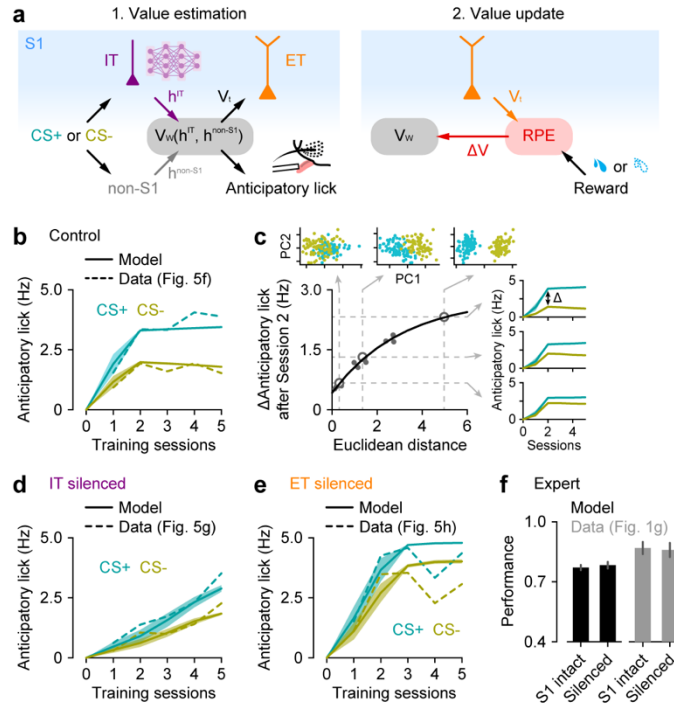 a
1. Value estimation
2. Value update
S1
IT
ET
h^IT
V_t
CS+ or CS-
V_W(h^IT, h^non-S1)
non-S1
h^non-S1
Anticipatory lick
V_t
V_W
ΔV
RPE
Reward
or
b Control
Model
Data (Fig. 5f)
CS+ CS-
Anticipatory lick (Hz)
5.0
2.5
0
0 1 2 3 4 5
Training sessions
c
PC2
PC1
ΔAnticipatory lick
after Session 2 (Hz)
3.0
1.5
0
0 2 4 6
Euclidean distance
Anticipatory lick (Hz)
5
0
Δ
5
0
5
0
0 2 5
Sessions
d IT silenced
Model
Data (Fig. 5g)
CS+ CS-
Anticipatory lick (Hz)
5.0
2.5
0
0 1 2 3 4 5
Training sessions
e ET silenced
Model
Data (Fig. 5h)
CS+ CS-
Anticipatory lick (Hz)
5.0
2.5
0
0 1 2 3 4 5
Training sessions
f Expert
Model
Data (Fig. 1g)
Performance
1.0
0.7
0.4
S1 intact
Silenced
S1 intact
Silenced